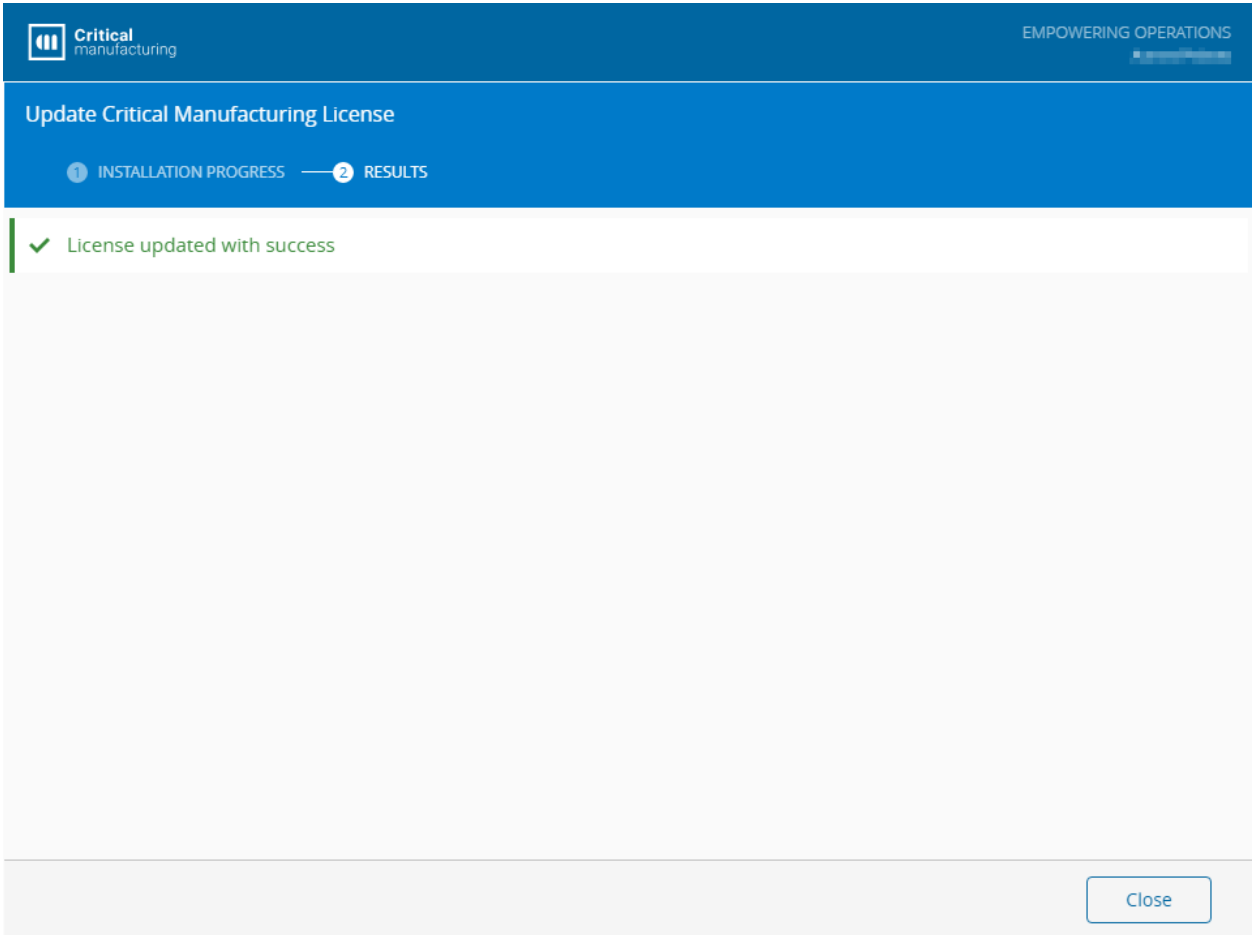 Critical
manufacturing
EMPOWERING OPERATIONS
Update Critical Manufacturing License
1 INSTALLATION PROGRESS 2 RESULTS
License updated with success
Close